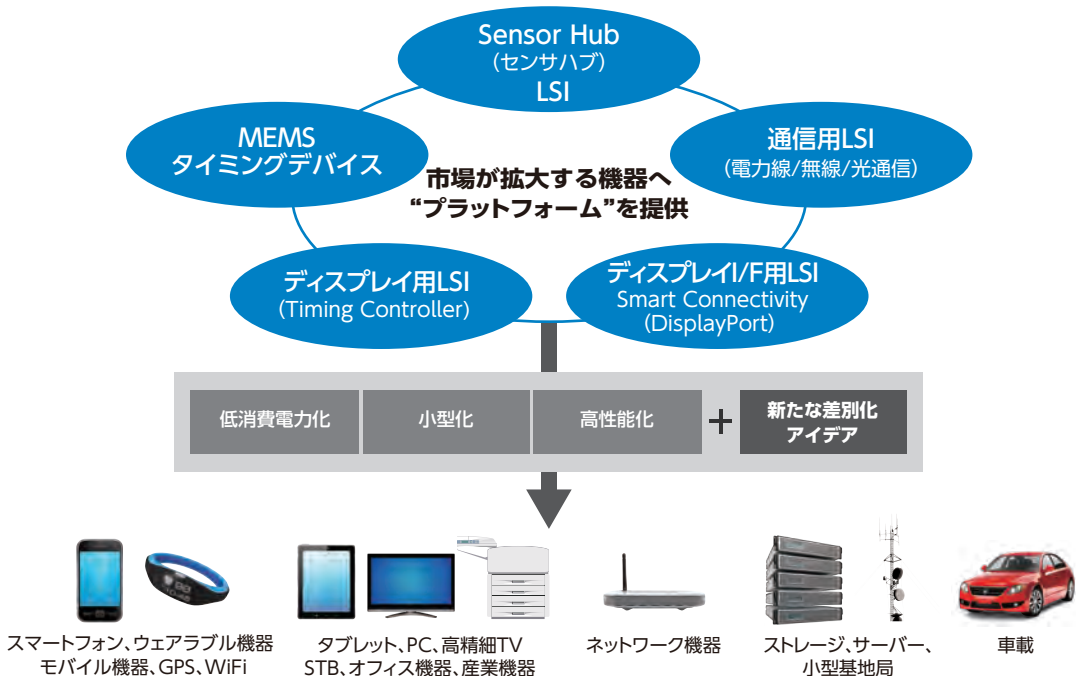 Sensor Hub
(センサハブ)
LSI
MEMS
タイミングデバイス
通信用LSI
(電力線/無線/光通信)
市場が拡大する機器へ
“プラットフォーム”を提供
ディスプレイ用LSI
(Timing Controller)
ディスプレイI/F用LSI
Smart Connectivity
(DisplayPort)
低消費電力化
小型化
高性能化
+
新たな差別化
アイデア
スマートフォン、ウェアラブル機器
モバイル機器、GPS、WiFi
タブレット、PC、高精細TV
STB、オフィス機器、産業機器
ネットワーク機器
ストレージ、サーバー、
小型基地局
車載